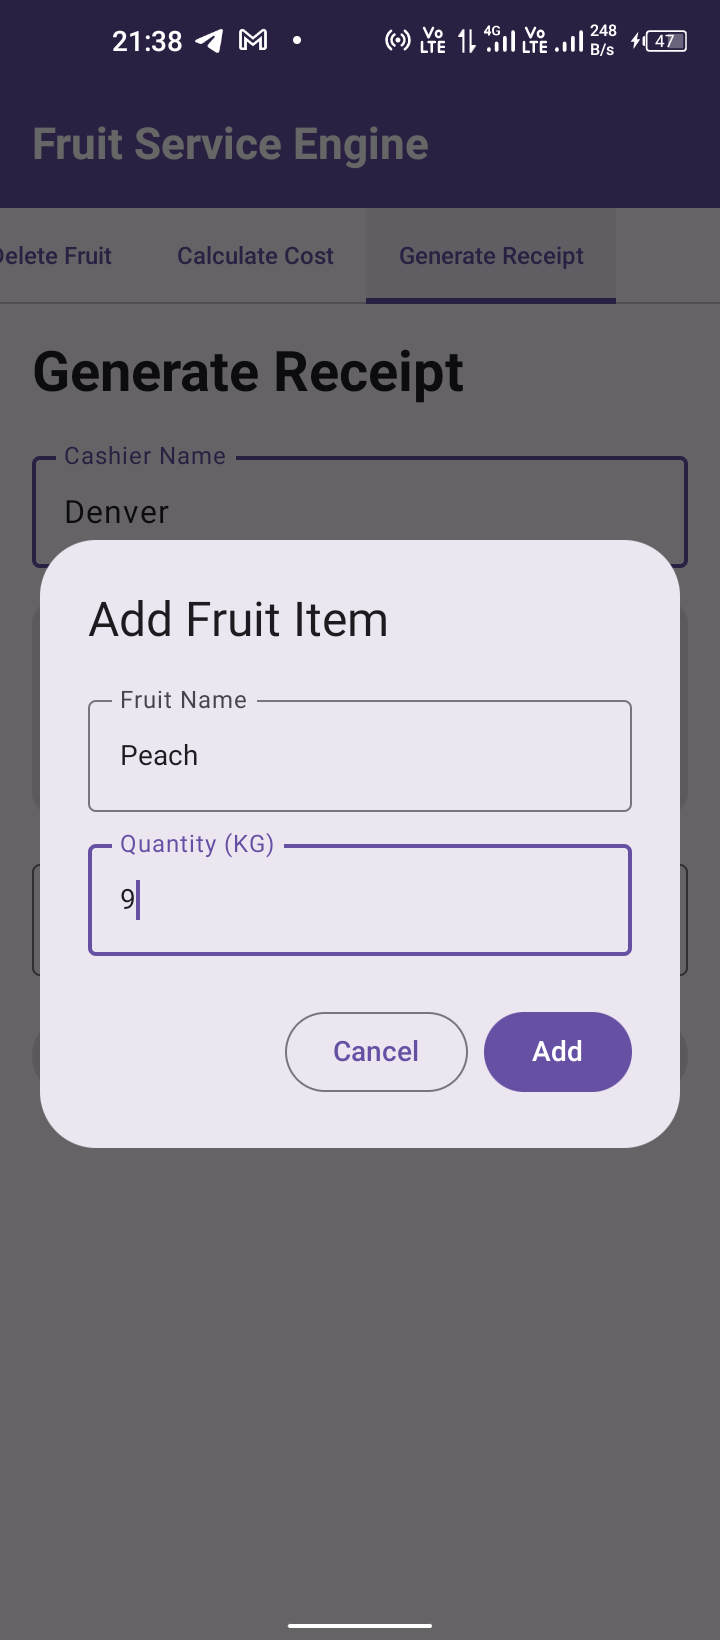 21:38 Vo LTE 4G Vo LTE 248 B/s 47
Fruit Service Engine
Delete Fruit Calculate Cost Generate Receipt
Generate Receipt
Cashier Name
Denver
Add Fruit Item
Fruit Name
Peach
Quantity (KG)
9
Cancel Add